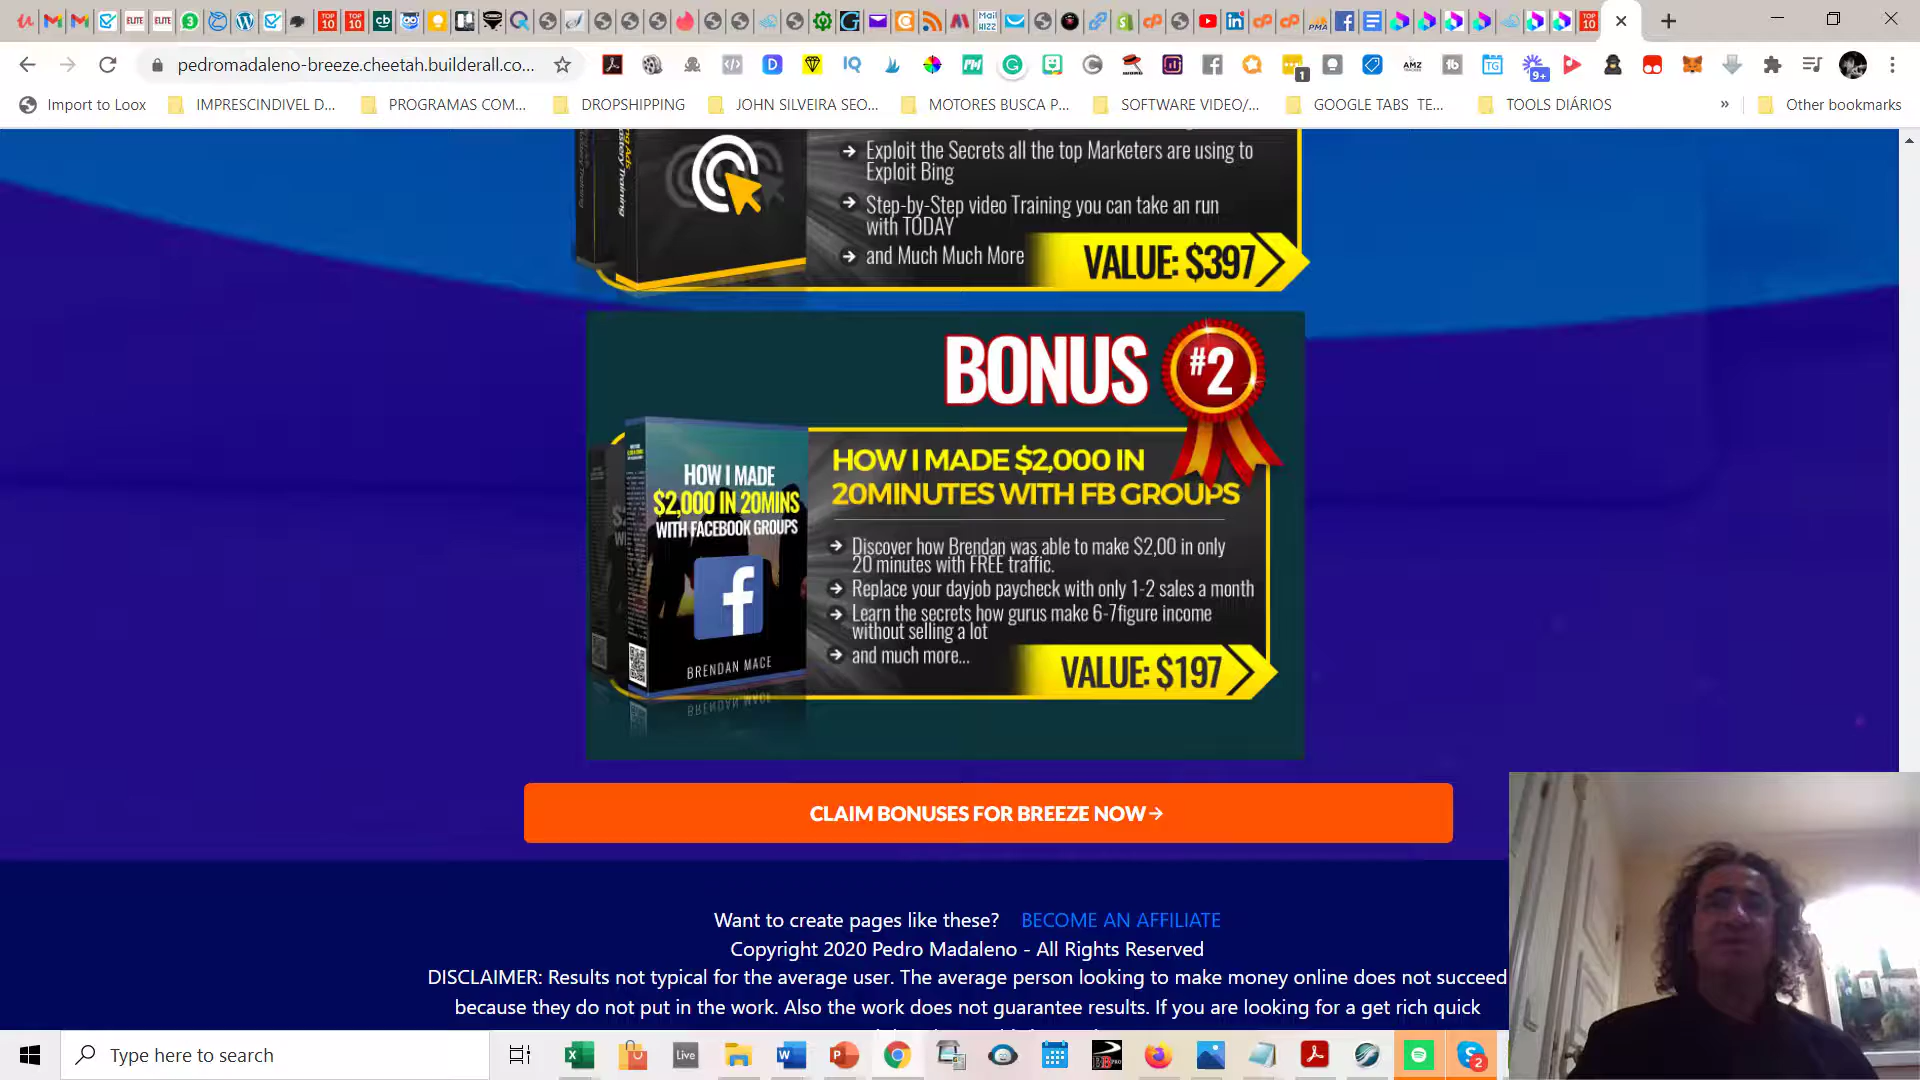 pedromadaleno-breeze.cheetah.builderall.co...
Import to Loox
IMPRESCINDIVEL D...
PROGRAMAS COM...
DROPSHIPPING
JOHN SILVEIRA SEO...
MOTORES BUSCA P...
SOFTWARE VIDEO/...
GOOGLE TABS TE...
TOOLS DIÁRIOS
Other bookmarks
Exploit the Secrets all the top Marketers are using to
Exploit Bing
Step-by-Step video Training you can take an run
with TODAY
and Much Much More
VALUE: $397
BONUS
#2
HOW I MADE
$2,000 IN 20MINS
WITH FACEBOOK GROUPS
BRENDAN MACE
HOW I MADE $2,000 IN
20MINUTES WITH FB GROUPS
Discover how Brendan was able to make $2,00 in only
20 minutes with FREE traffic.
Replace your dayjob paycheck with only 1-2 sales a month
Learn the secrets how gurus make 6-7figure income
without selling a lot
and much more...
VALUE: $197
CLAIM BONUSES FOR BREEZE NOW
Want to create pages like these? BECOME AN AFFILIATE
Copyright 2020 Pedro Madaleno - All Rights Reserved
DISCLAIMER: Results not typical for the average user. The average person looking to make money online does not succeed
because they do not put in the work. Also the work does not guarantee results. If you are looking for a get rich quick
Type here to search
Live